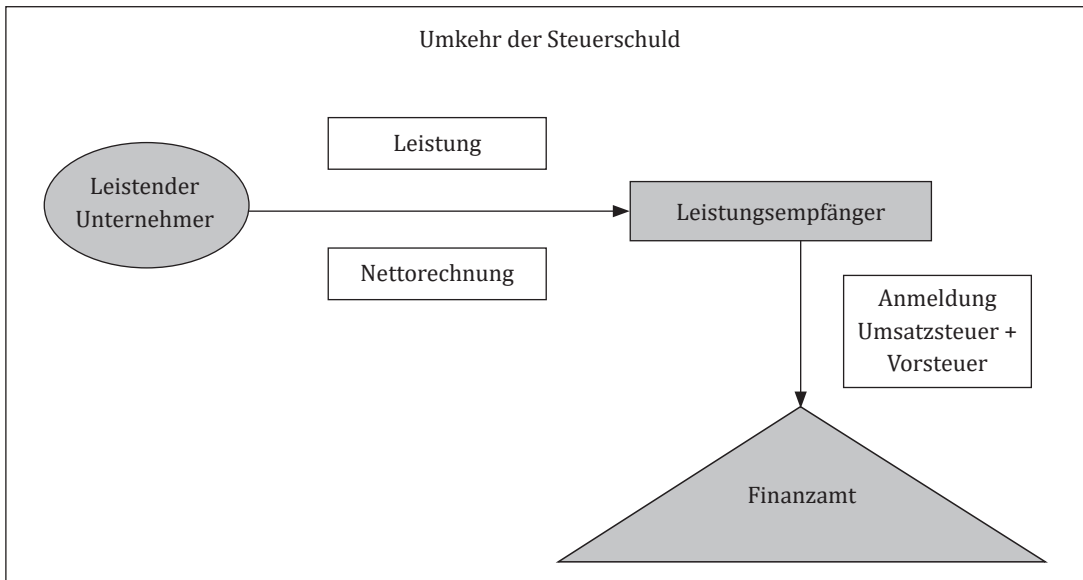 Umkehr der Steuerschuld
Leistung
Leistender
Unternehmer
Leistungsempfänger
Nettorechnung
Anmeldung
Umsatzsteuer +
Vorsteuer
Finanzamt